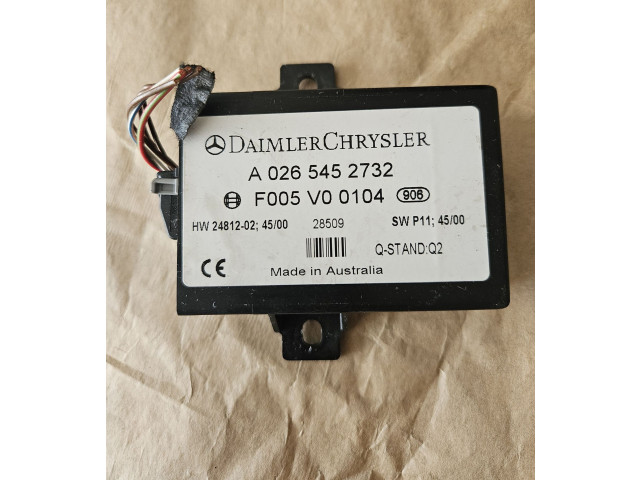 DAIMLERCHRYSLER
A 026 545 2732
F005 V0 0104 906
HW 24812-02; 45/00 28509 SW P11; 45/00
Q-STAND:Q2
CE
Made in Australia